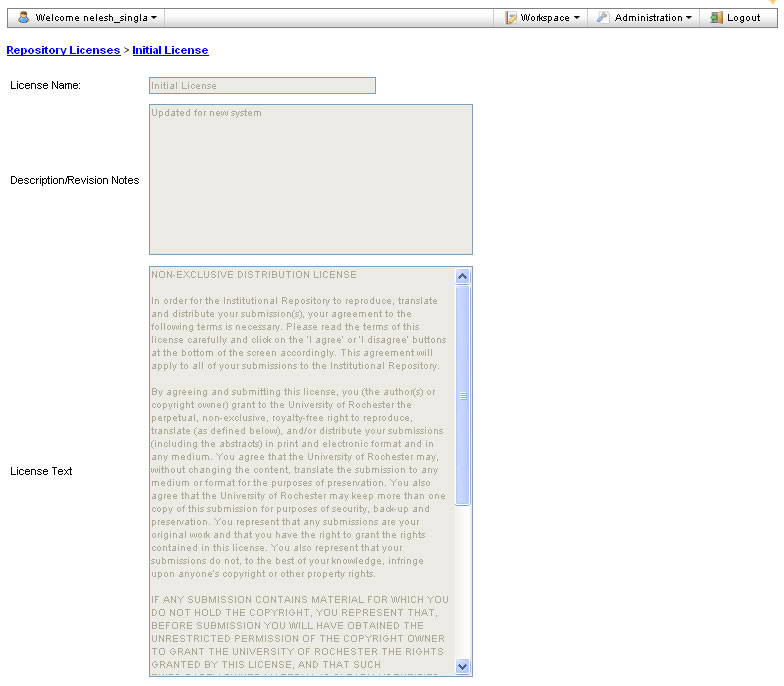 Welcome nelesh_singla Workspace Administration Logout
Repository Licenses > Initial License
License Name: Initial License
Updated for new system
Description/Revision Notes
NON-EXCLUSIVE DISTRIBUTION LICENSE
In order for the Institutional Repository to reproduce, translate
and distribute your submission(s), your agreement to the
following terms is necessary. Please read the terms of this
license carefully and click on the 'I agree' or 'I disagree' buttons
at the bottom of the screen accordingly. This agreement will
apply to all of your submissions to the Institutional Repository.
By agreeing and submitting this license, you (the author(s) or
copyright owner) grant to the University of Rochester the
perpetual, non-exclusive, royalty-free right to reproduce,
translate (as defined below), and/or distribute your submissions
(including the abstracts) in print and electronic format and in
any medium. You agree that the University of Rochester may,
without changing the content, translate the submission to any
License Text
medium or format for the purposes of preservation. You also
agree that the University of Rochester may keep more than one
copy of this submission for purposes of security, back-up and
preservation. You represent that any submissions are your
original work and that you have the right to grant the rights
contained in this license. You also represent that your
submissions do not, to the best of your knowledge, infringe
upon anyone's copyright or other property rights.
IF ANY SUBMISSION CONTAINS MATERIAL FOR WHICH YOU
DO NOT HOLD THE COPYRIGHT, YOU REPRESENT THAT,
BEFORE SUBMISSION YOU WILL HAVE OBTAINED THE
UNRESTRICTED PERMISSION OF THE COPYRIGHT OWNER
TO GRANT THE UNIVERSITY OF ROCHESTER THE RIGHTS
GRANTED BY THIS LICENSE, AND THAT SUCH